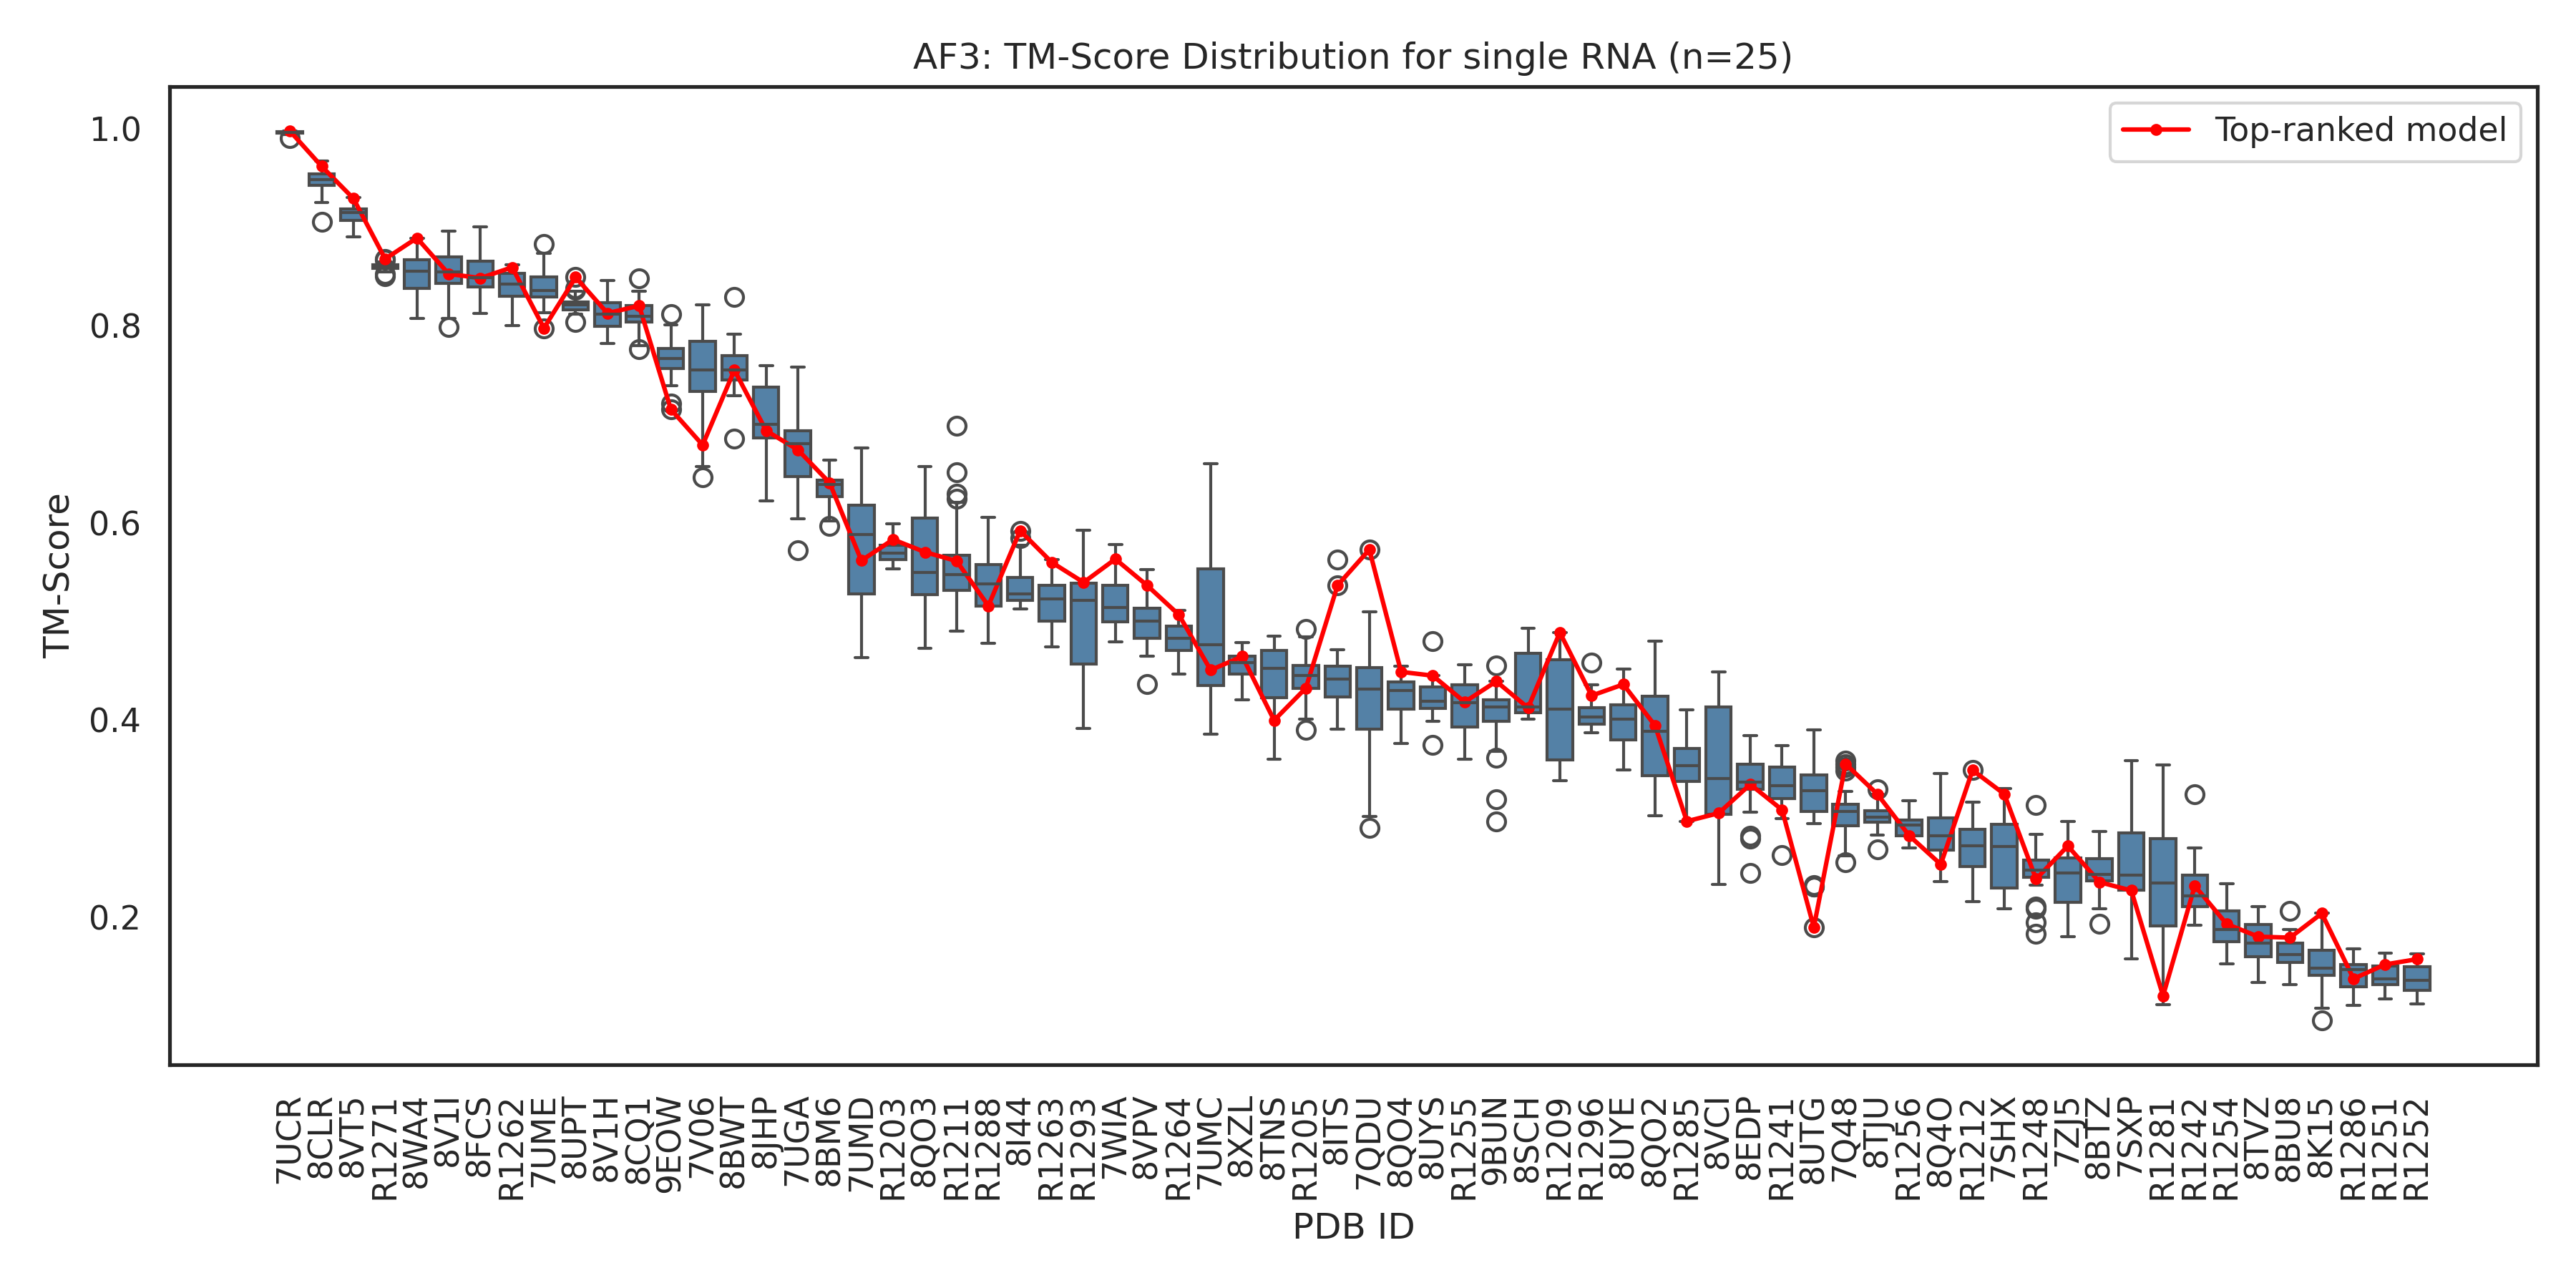 AF3: TM-Score Distribution for single RNA (n=25)
Top-ranked model
1.0
0.8
0.6
0.4
0.2
TM-Score
7UCR
8CLR
8VT5
R1271
8WA4
8V1I
8FCS
R1262
7UME
8UPT
8V1H
8CQ1
9EOW
7V06
8BWT
8JHP
7UGA
8BM6
7UMD
R1203
8QO3
R1211
R1288
8I44
R1263
R1293
7WIA
8VPV
R1264
7UMC
8XZL
8TNS
R1205
8ITS
7QDU
8QO4
8UYS
R1255
9BUN
8SCH
R1209
R1296
8UYE
8QO2
R1285
8VCI
8EDP
R1241
8UTG
7Q48
8TJU
R1256
8Q4O
R1212
7SHX
R1248
7ZJ5
8BTZ
7SXP
R1281
R1242
R1254
8TVZ
8BU8
8K15
R1286
R1251
R1252
PDB ID